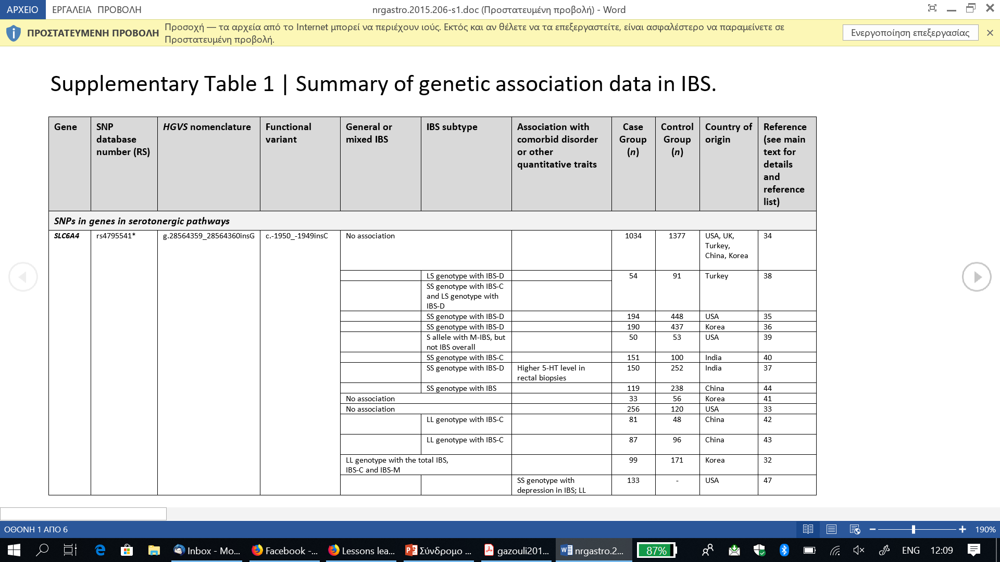 ΑΡΧΕΙΟ ΕΡΓΑΛΕΙΑ ΠΡΟΒΟΛΗ nrgastro.2015.206-s1.doc (Προστατευμένη προβολή) - Word
ΠΡΟΣΤΑΤΕΥΜΕΝΗ ΠΡΟΒΟΛΗ Προσοχή — τα αρχεία από το Internet μπορεί να περιέχουν ιούς. Εκτός και αν θέλετε να τα επεξεργαστείτε, είναι ασφαλέστερο να παραμείνετε σε
Προστατευμένη προβολή.
Ενεργοποίηση επεξεργασίας
Supplementary Table 1 | Summary of genetic association data in IBS.
Gene
SNP
database
number (RS)
HGVS nomenclature
Functional
variant
General or
mixed IBS
IBS subtype
Association with
comorbid disorder
or other
quantitative traits
Case
Group
(n)
Control
Group
(n)
Country of
origin
Reference
(see main
text for
details
and
reference
list)
SNPs in genes in serotonergic pathways
SLC6A4 rs4795541* g.28564359_28564360insG c.-1950_-1949insC No association 1034 1377 USA, UK,
Turkey,
China, Korea
34
LS genotype with IBS-D 54 91 Turkey 38
SS genotype with IBS-C
and LS genotype with
IBS-D
SS genotype with IBS-D 194 448 USA 35
SS genotype with IBS-D 190 437 Korea 36
S allele with M-IBS, but
not IBS overall
50 53 USA 39
SS genotype with IBS-C 151 100 India 40
SS genotype with IBS-D Higher 5-HT level in
rectal biopsies
150 252 India 37
SS genotype with IBS 119 238 China 44
No association 33 56 Korea 41
No association 256 120 USA 33
LL genotype with IBS-C 81 48 China 42
LL genotype with IBS-C 87 96 China 43
LL genotype with the total IBS,
IBS-C and IBS-M
99 171 Korea 32
SS genotype with
depression in IBS; LL
133 - USA 47
ΟΘΟΝΗ 1 ΑΠΟ 6 190%
Inbox - Mo... Facebook -... Lessons lea... Σύνδρομο ... gazouli201... nrgastro.2... 87% ENG 12:09